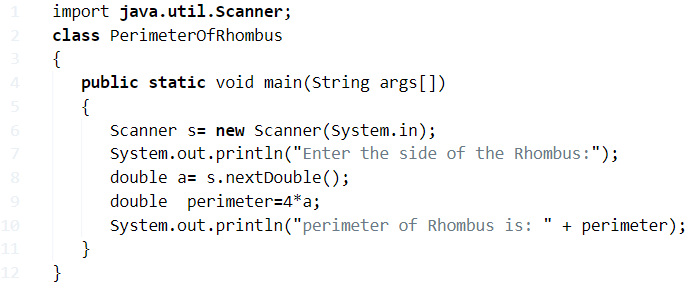 1 import java.util.Scanner;
2 class PerimeterOfRhombus
3 {
4 public static void main(String args[])
5 {
6 Scanner s= new Scanner(System.in);
7 System.out.println("Enter the side of the Rhombus:");
8 double a= s.nextDouble();
9 double  perimeter=4*a;
10 System.out.println("perimeter of Rhombus is: " + perimeter);
11 }
12 }